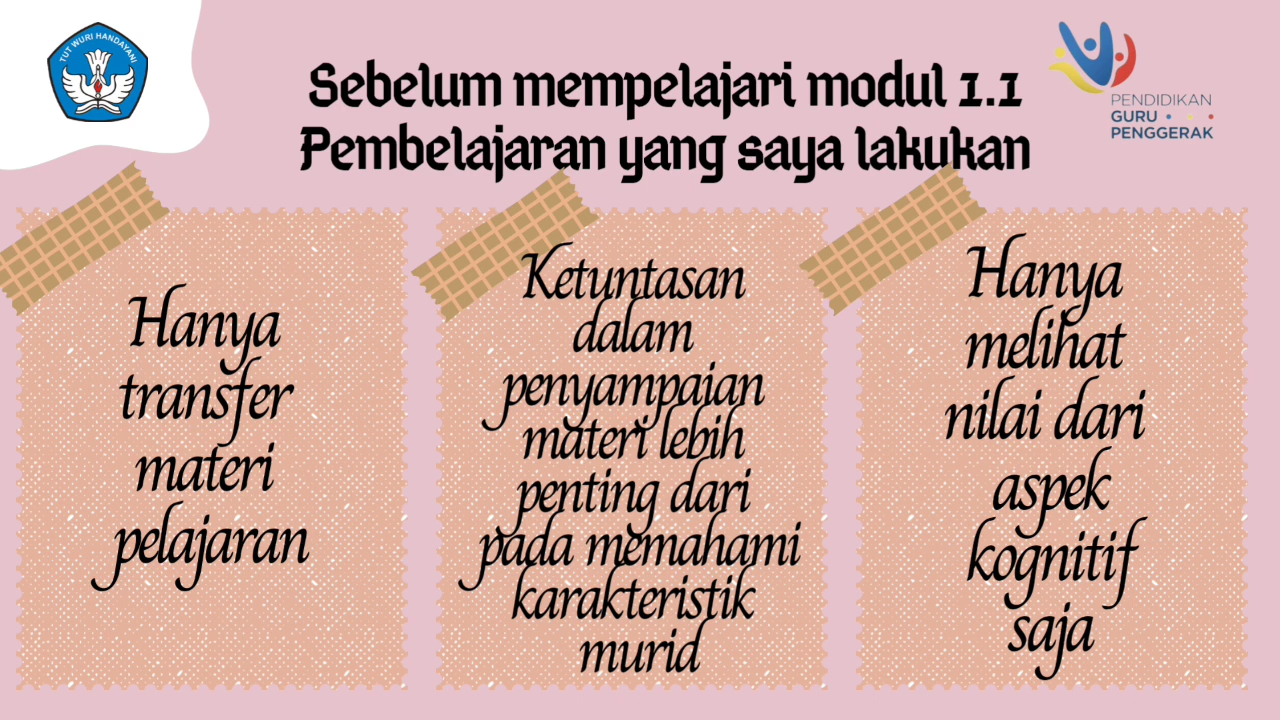 TUT WURI HANDAYANI
Sebelum mempelajari modul 1.1
Pembelajaran yang saya lakukan
PENDIDIKAN
GURU
PENGGERAK
Hanya
transfer
materi
pelajaran
Ketuntasan
dalam
penyampaian
materi lebih
penting dari
pada memahami
karakteristik
murid
Hanya
melihat
nilai dari
aspek
kognitif
saja